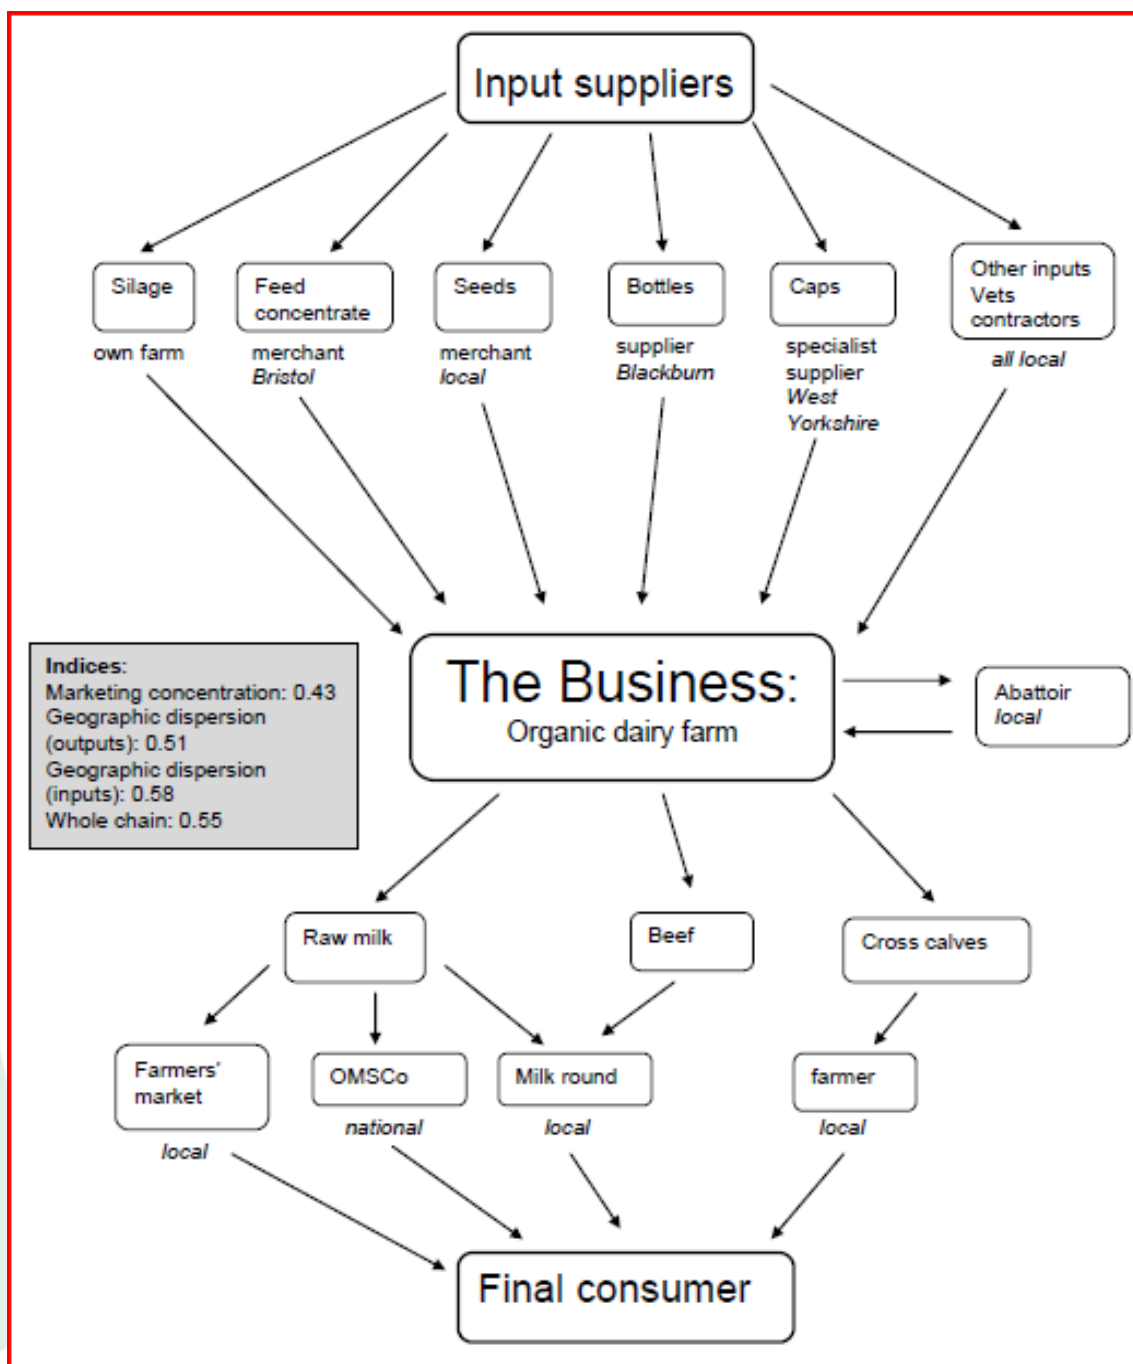 Input suppliers
Silage
own farm
Feed
concentrate
merchant
Bristol
Seeds
merchant
local
Bottles
supplier
Blackburn
Caps
specialist
supplier
West
Yorkshire
Other inputs
Vets
contractors
all local
Indices:
Marketing concentration: 0.43
Geographic dispersion
(outputs): 0.51
Geographic dispersion
(inputs): 0.58
Whole chain: 0.55
The Business:
Organic dairy farm
Abattoir
local
Raw milk
Beef
Cross calves
Farmers'
market
local
OMSCo
national
Milk round
local
farmer
local
Final consumer